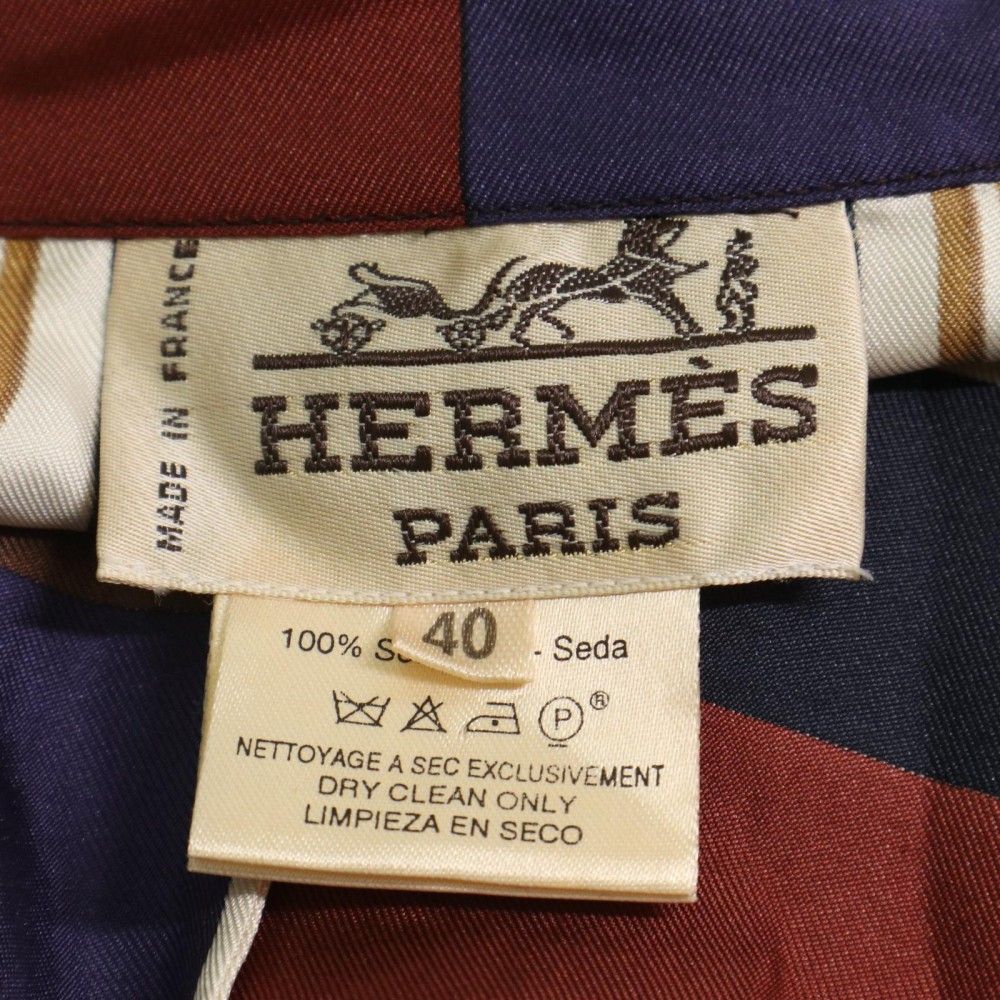 MADE IN FRANCE
HERMÈS
PARIS
40
100% - Seda
P®
NETTOYAGE A SEC EXCLUSIVEMENT
DRY CLEAN ONLY
LIMPIEZA EN SECO